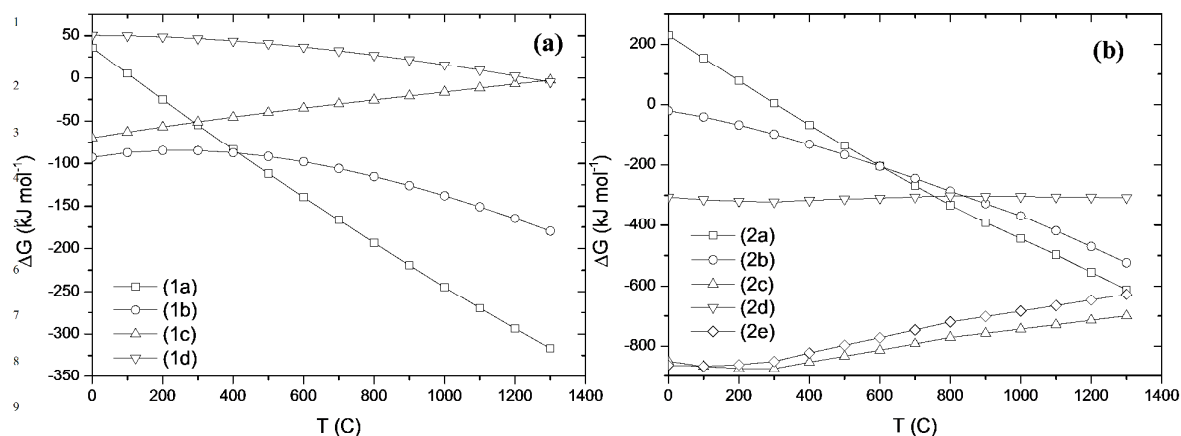 1
2
3
4
5
6
7
8
9
(a)
50
0
-50
-100
-150
-200
-250
-300
-350
ΔG (kJ mol-1)
(1a)
(1b)
(1c)
(1d)
0 200 400 600 800 1000 1200 1400
T (C)
(b)
200
0
-200
-400
-600
-800
ΔG (kJ mol-1)
(2a)
(2b)
(2c)
(2d)
(2e)
0 200 400 600 800 1000 1200 1400
T (C)